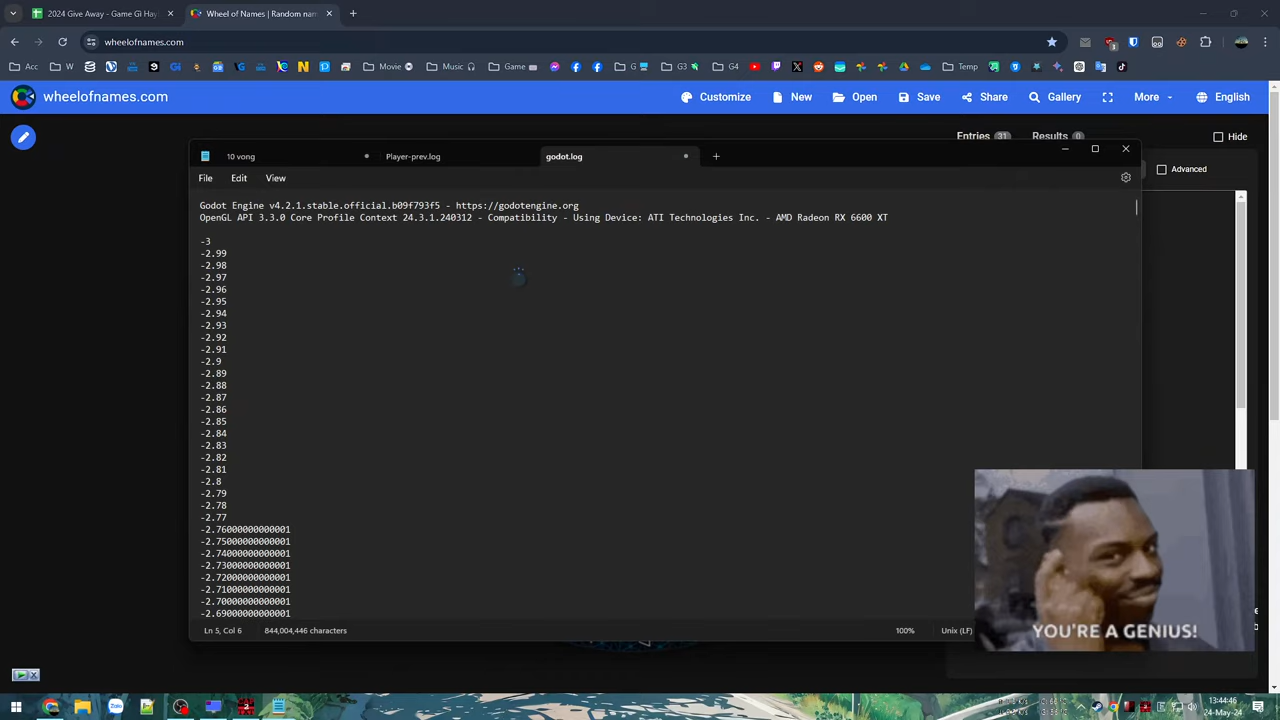 2024 Give Away - Game GI Hay
Wheel of Names | Random nam
wheelofnames.com
Acc
W
Movie
Music
Game
G
G3
G4
Temp
wheelofnames.com
Customize
New
Open
Save
Share
Gallery
More
English
Entries 31
Results 0
Hide
Advanced
10 vong
Player-prev.log
godot.log
File
Edit
View
Godot Engine v4.2.1.stable.official.b09f793f5 - https://godotengine.org
OpenGL API 3.3.0 Core Profile Context 24.3.1.240312 - Compatibility - Using Device: ATI Technologies Inc. - AMD Radeon RX 6600 XT
-3
-2.99
-2.98
-2.97
-2.96
-2.95
-2.94
-2.93
-2.92
-2.91
-2.9
-2.89
-2.88
-2.87
-2.86
-2.85
-2.84
-2.83
-2.82
-2.81
-2.8
-2.79
-2.78
-2.77
-2.76000000000001
-2.75000000000001
-2.74000000000001
-2.73000000000001
-2.72000000000001
-2.71000000000001
-2.70000000000001
-2.69000000000001
Ln 5, Col 6
844,004,446 characters
100%
Unix (LF)
YOU'RE A GENIUS!
Zalo
13:44:46
24-May-24